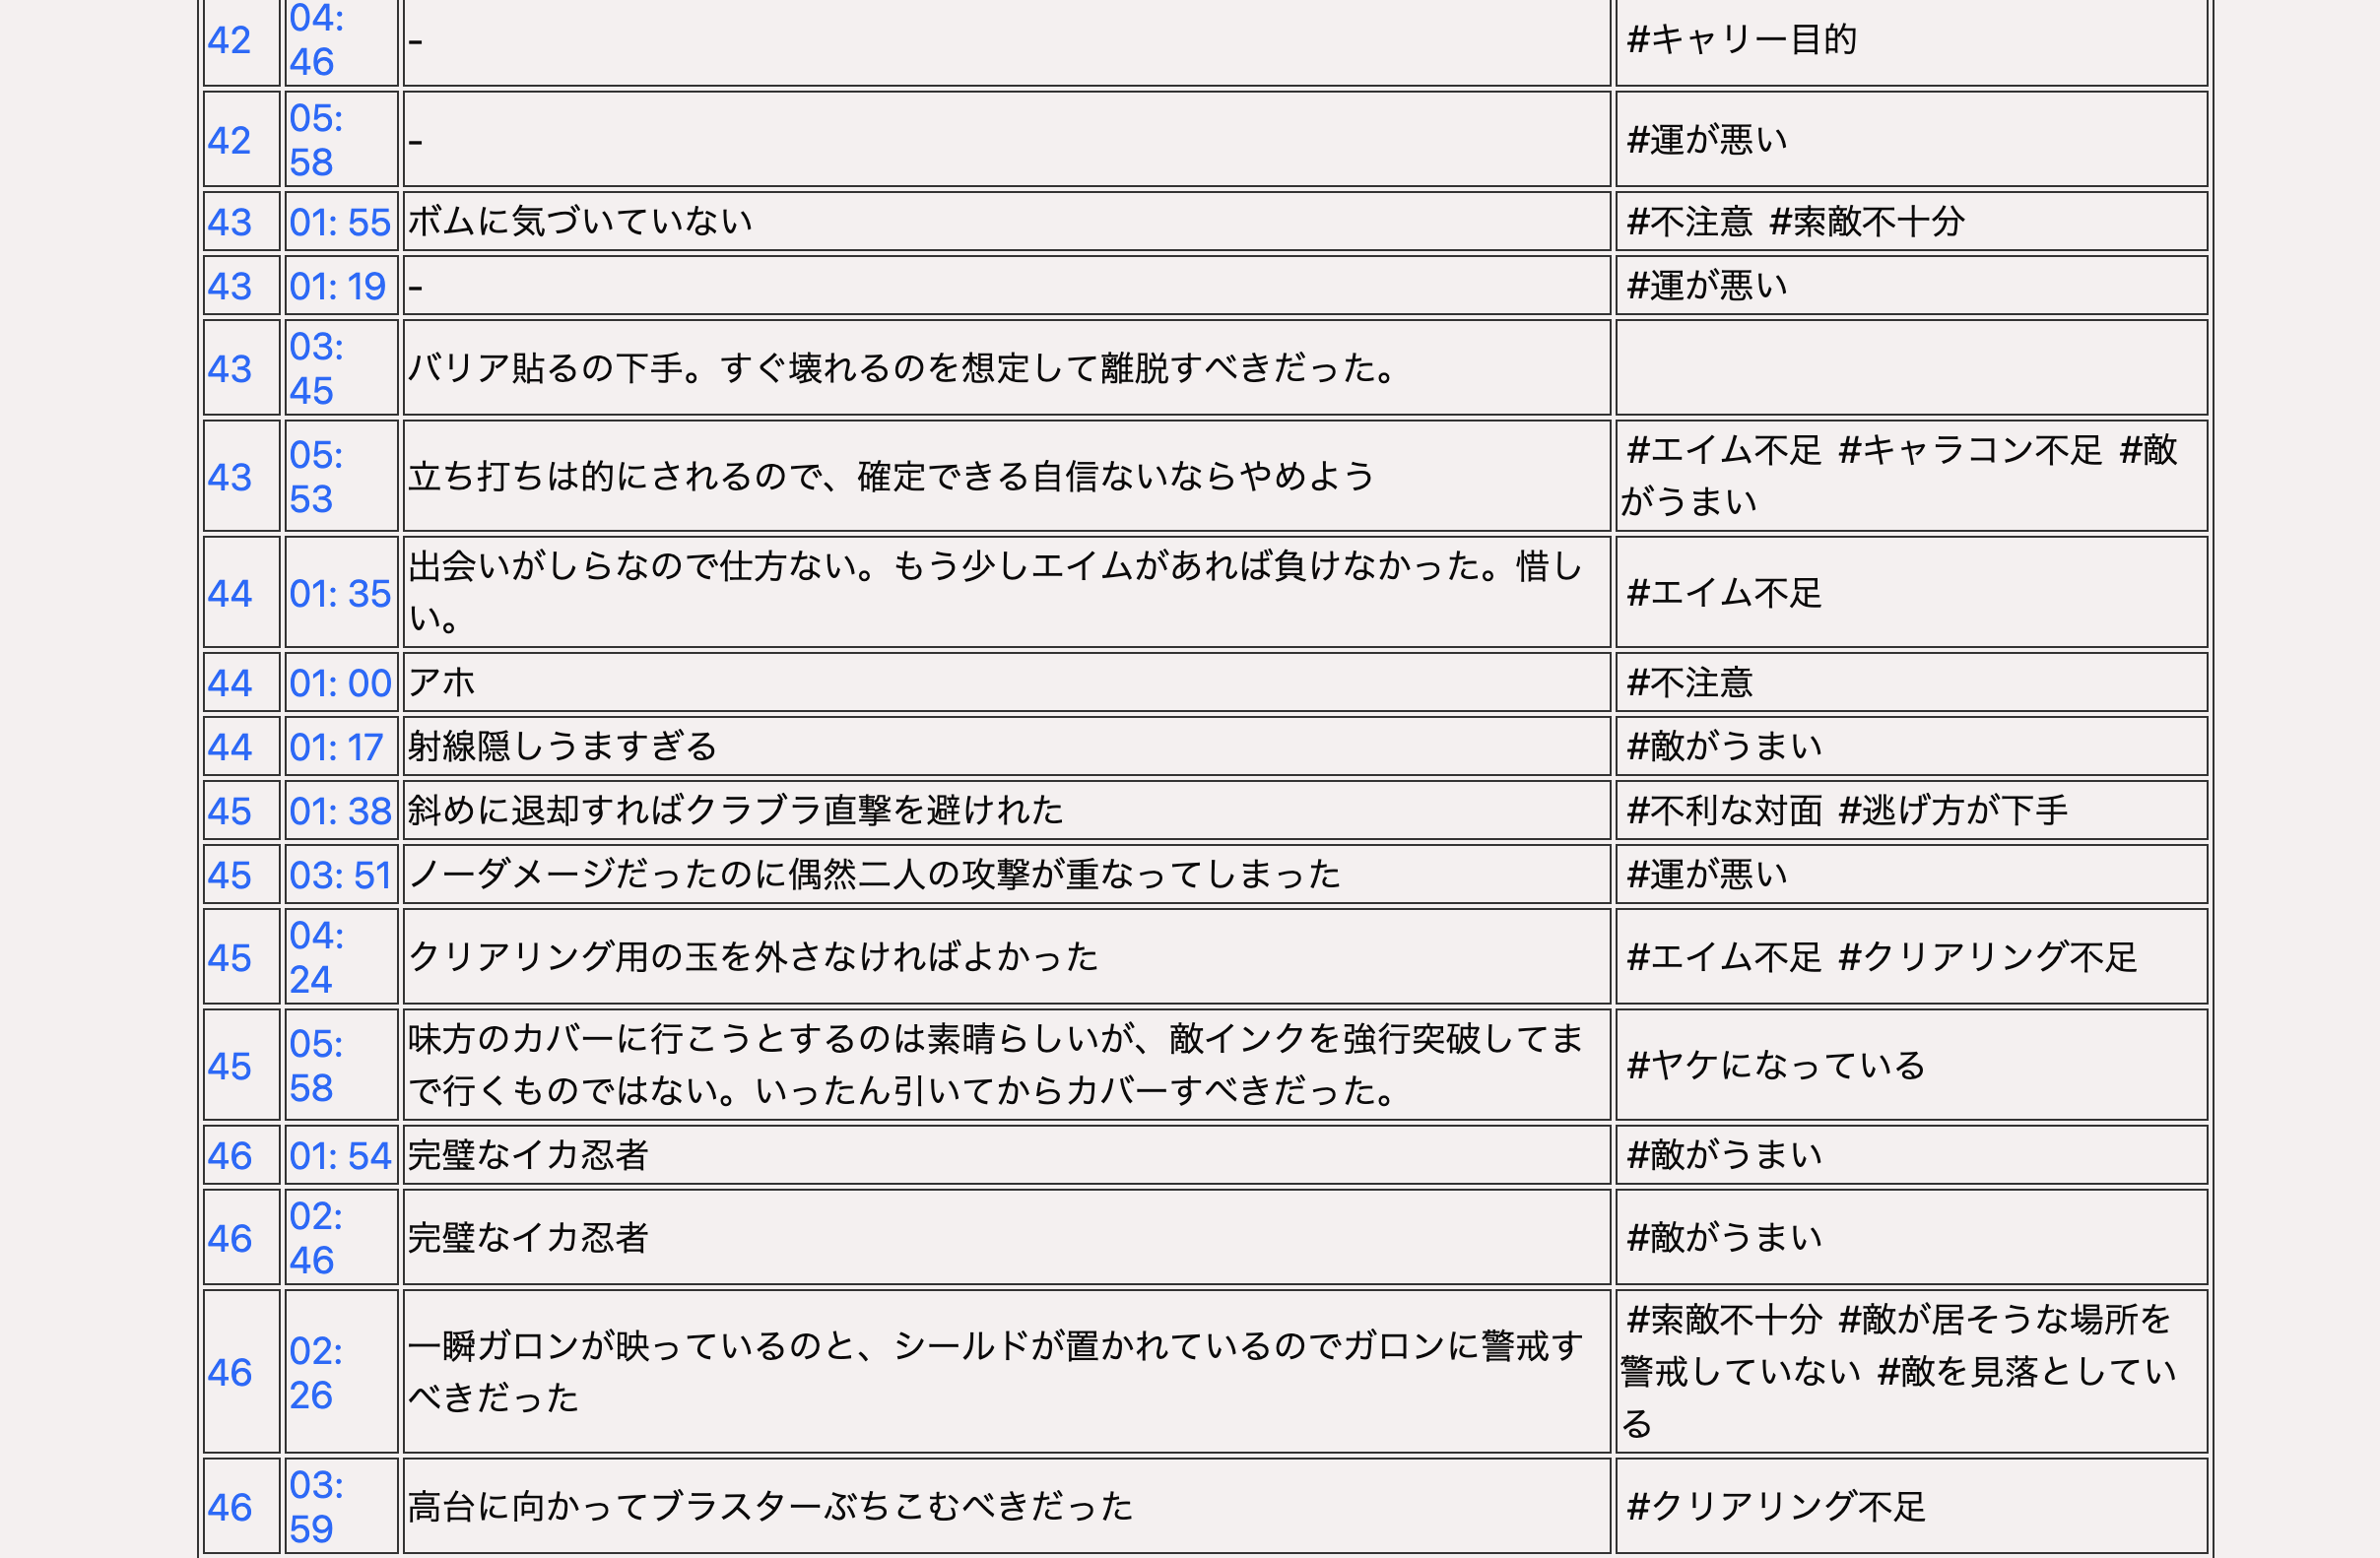 42 04: 46 - #キャリー目的
42 05: 58 - #運が悪い
43 01: 55 ボムに気づいていない #不注意 #索敵不十分
43 01: 19 - #運が悪い
43 03: 45 バリア貼るの下手。すぐ壊れるのを想定して離脱すべきだった。
43 05: 53 立ち打ちは的にされるので、確定できる自信ないならやめよう #エイム不足 #キャラコン不足 #敵
がうまい
44 01: 35 出会いがしらなので仕方ない。もう少しエイムがあれば負けなかった。惜し
い。 #エイム不足
44 01: 00 アホ #不注意
44 01: 17 射線隠しうますぎる #敵がうまい
45 01: 38 斜めに退却すればクラブラ直撃を避けれた #不利な対面 #逃げ方が下手
45 03: 51 ノーダメージだったのに偶然二人の攻撃が重なってしまった #運が悪い
45 04: 24 クリアリング用の玉を外さなければよかった #エイム不足 #クリアリング不足
45 05: 58 味方のカバーに行こうとするのは素晴らしいが、敵インクを強行突破してま
で行くものではない。いったん引いてからカバーすべきだった。 #ヤケになっている
46 01: 54 完璧なイカ忍者 #敵がうまい
46 02: 46 完璧なイカ忍者 #敵がうまい
46 02: 26 一瞬ガロンが映っているのと、シールドが置かれているのでガロンに警戒す
べきだった #索敵不十分 #敵が居そうな場所を
警戒していない #敵を見落としてい
る
46 03: 59 高台に向かってブラスターぶちこむべきだった #クリアリング不足